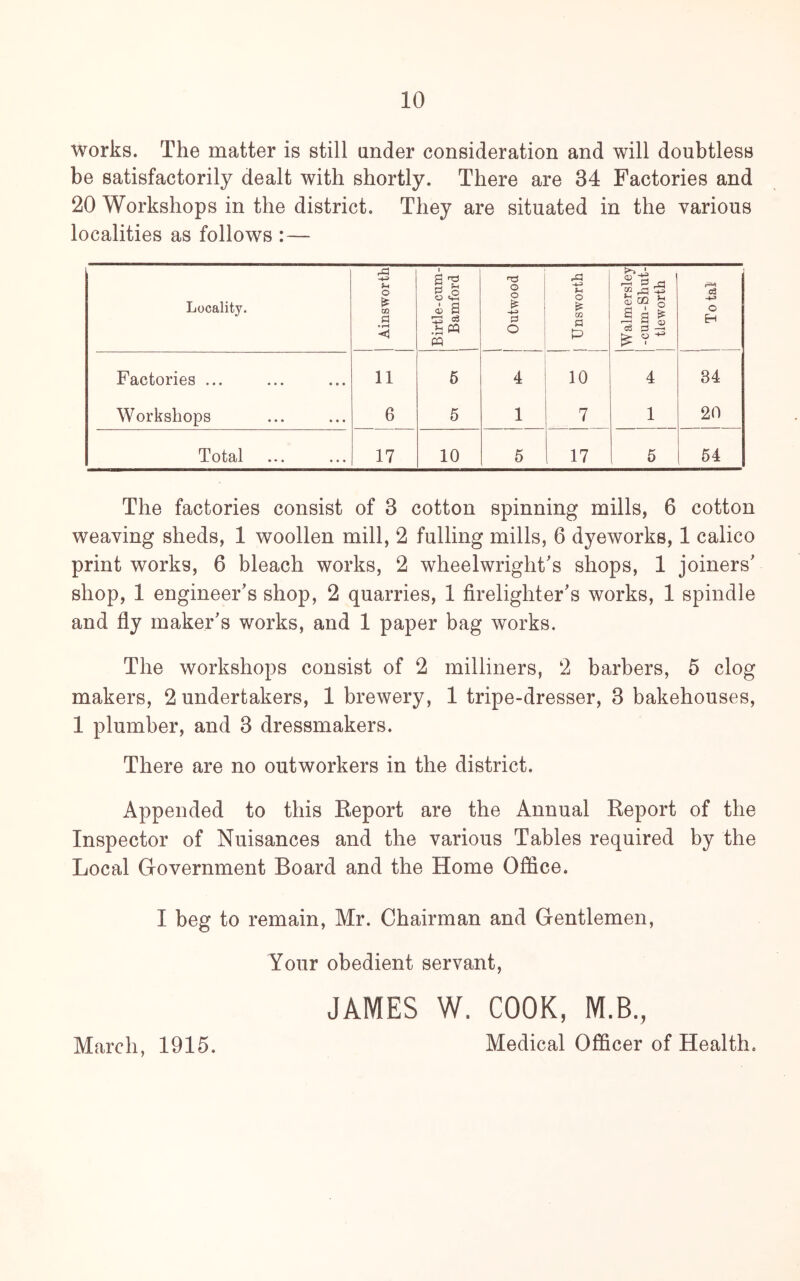 10
works. The matter is still under consideration and will doubtless
be satisfactorily dealt with shortly. There are 34 Factories and
20 Workshops in the district. They are situated in the various
localities as follows :—
Locality. Ainsworth Birtle-cum-Bamford Outwood Unsworth Walmersley-cum-Shuttleworth Total
Factories ... ... ... 11 5 4 10 4 34
Workshops ... ... 6 5 1 7 1 20
Total ... ... 17 10 5 17 5 54
The factories consist of 3 cotton spinning mills, 6 cotton
weaving sheds, 1 woollen mill, 2 fulling mills, 6 dyeworks, 1 calico
print works, 6 bleach works, 2 wheelwright's shops, 1 joiners'
shop, 1 engineer's shop, 2 quarries, 1 firelighter's works, 1 spindle
and fly maker's works, and 1 paper bag works.
The workshops consist of 2 milliners, 2 barbers, 5 clog
makers, 2 undertakers, 1 brewery, 1 tripe-dresser, 3 bakehouses,
1 plumber, and 3 dressmakers.
There are no outworkers in the district.
Appended to this Report are the Annual Report of the
Inspector of Nuisances and the various Tables required by the
Local Government Board and the Home Office.
I beg to remain, Mr. Chairman and Gentlemen,
Your obedient servant,
JAMES W. COOK, M.B.,
March, 1915. Medical Officer of Health.